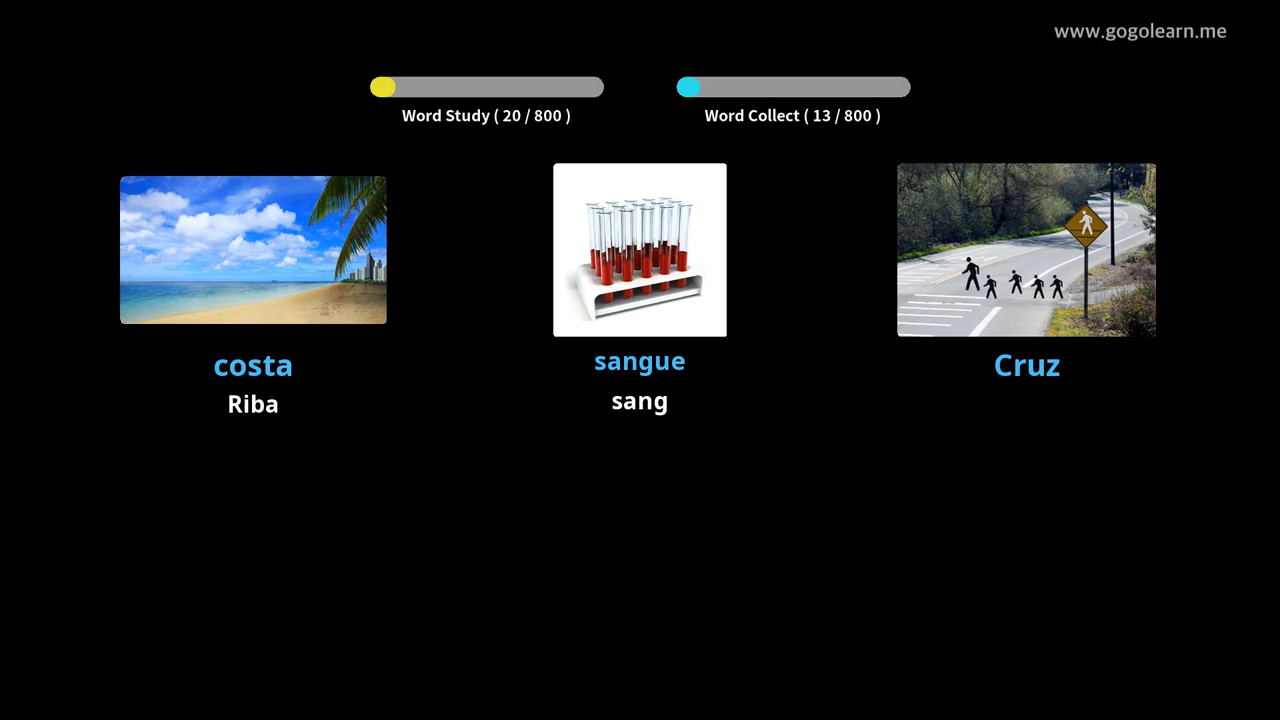 www.gogolearn.me
Word Study ( 20 / 800 )
Word Collect ( 13 / 800 )
costa
Riba
sangue
sang
Cruz